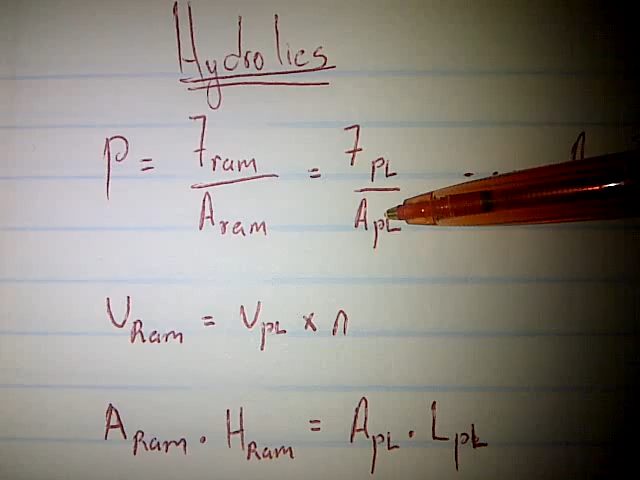 Hydrolics
P = Fram / Aram = FPL / APL
VRam = VPL × n
ARam . HRam = APL . LPL